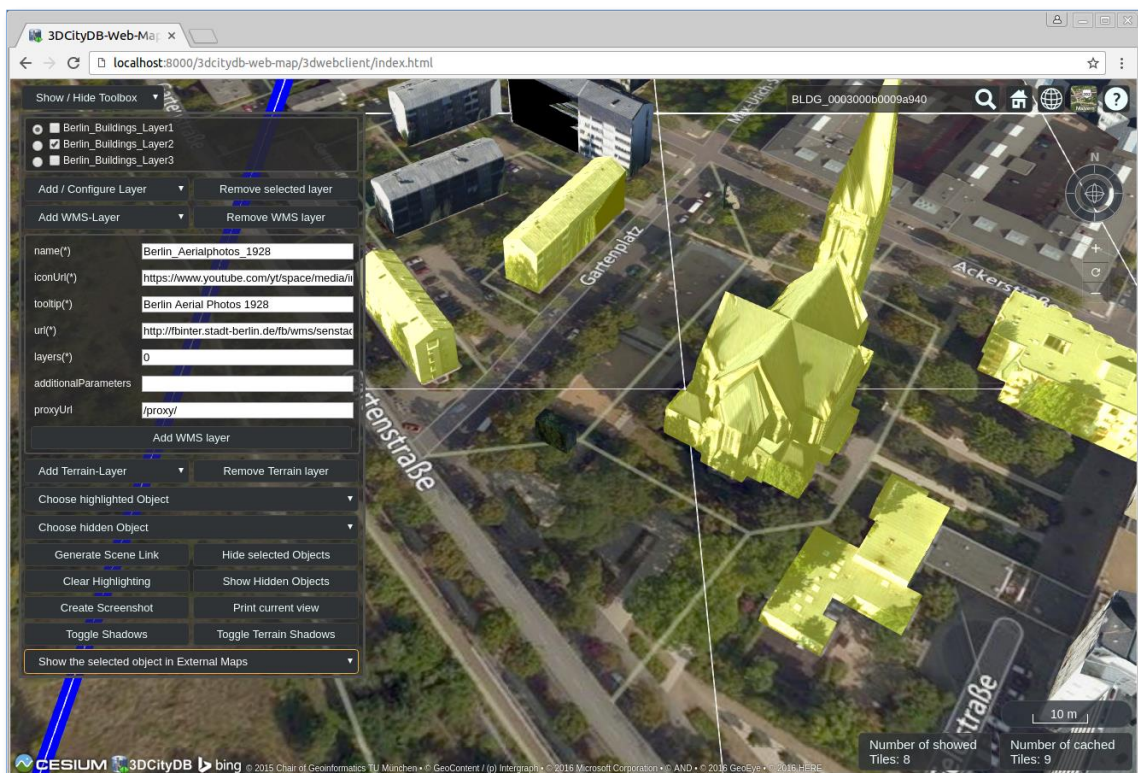 3DCityDB-Web-Map
localhost:8000/3dcitydb-web-map/3dwebclient/index.html
Show / Hide Toolbox
BLDG_0003000b0009a940
Berlin_Buildings_Layer1
Berlin_Buildings_Layer2
Berlin_Buildings_Layer3
Add / Configure Layer
Remove selected layer
Add WMS-Layer
Remove WMS layer
name(*)
Berlin_Aerialphotos_1928
iconUrl(*)
https://www.youtube.com/yt/space/media/i
tooltip(*)
Berlin Aerial Photos 1928
url(*)
http://fbinter.stadt-berlin.de/fb/wms/senstad
layers(*)
0
additionalParameters
proxyUrl
/proxy/
Add WMS layer
Add Terrain-Layer
Remove Terrain layer
Choose highlighted Object
Choose hidden Object
Generate Scene Link
Hide selected Objects
Clear Highlighting
Show Hidden Objects
Create Screenshot
Print current view
Toggle Shadows
Toggle Terrain Shadows
Show the selected object in External Maps
N
Gartenplatz
Ackerstraße
rtenstraße
straße
10 m
Number of showed
Tiles: 8
Number of cached
Tiles: 9
CESIUM 3DCityDB bing © 2015 Chair of Geoinformatics TU München • © GeoContent / (p) Intergraph • © 2016 Microsoft Corporation • © AND • © 2016 GeoEye • © 2016 HERE